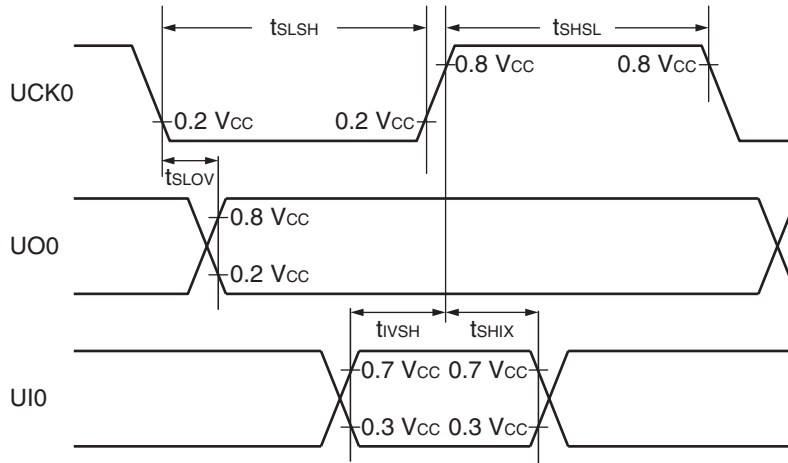 tSLSH tSHSL
UCK0 0.8 VCC 0.8 VCC
0.2 VCC 0.2 VCC
tSLOV
UO0 0.8 VCC
0.2 VCC
tIVSH tSHIX
0.7 VCC 0.7 VCC
UI0
0.3 VCC 0.3 VCC